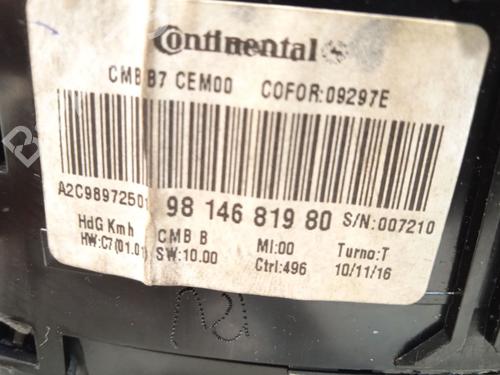 Continental
CMB B7 CEM00 COFOR:09297E
A2C98972501 98 146 819 80 S/N:007210
HdG Kmh CMB B MI:00 Turno:T
HW:C7(01.01) SW:10.00 Ctrl:496 10/11/16